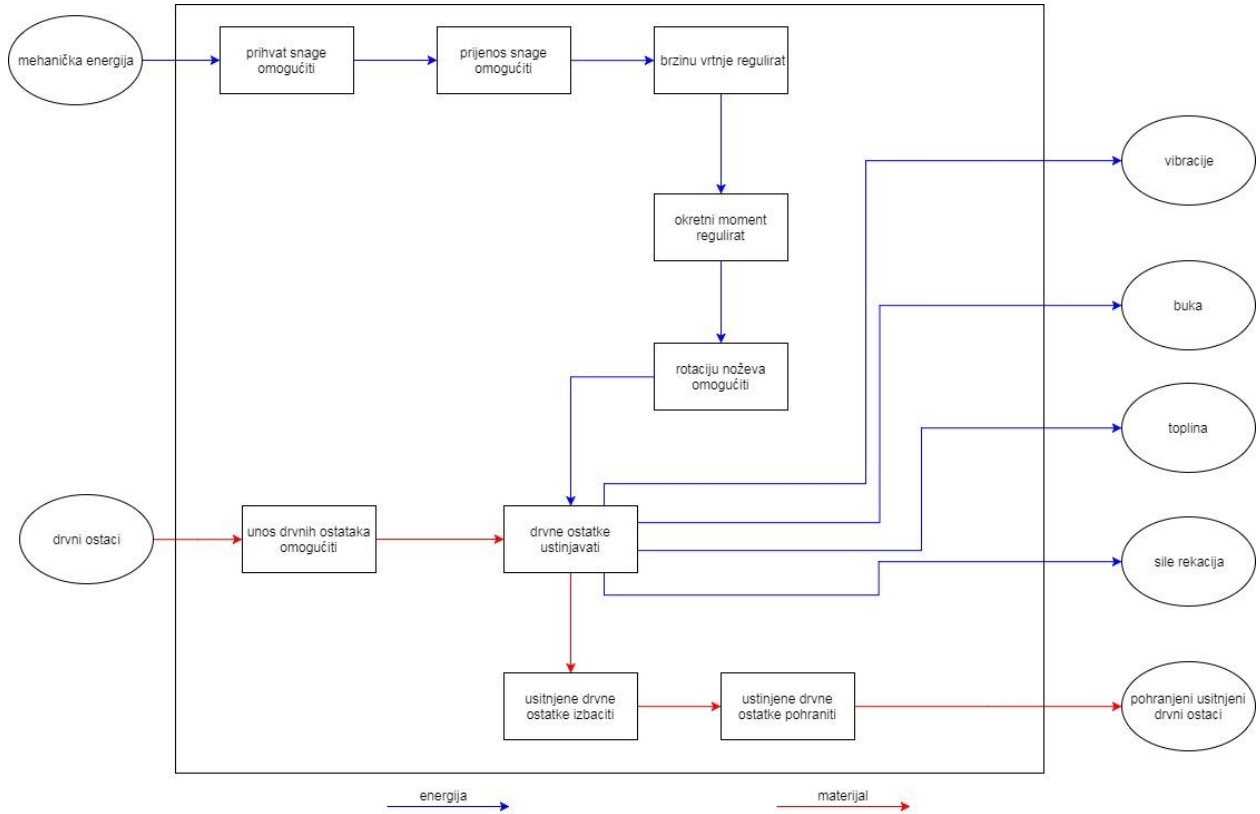 mehanička energija
prihvat snage
omogućiti
prijenos snage
omogućiti
brzinu vrtnje regulirat
vibracije
okretni moment
regulirat
buka
rotaciju noževa
omogućiti
toplina
drvni ostaci
unos drvnih ostataka
omogućiti
drvne ostatke
ustinjavati
sile rekacija
usitnjene drvne
ostatke izbaciti
ustinjene drvne
ostatke pohraniti
pohranjeni usitnjeni
drvni ostaci
energija
materijal